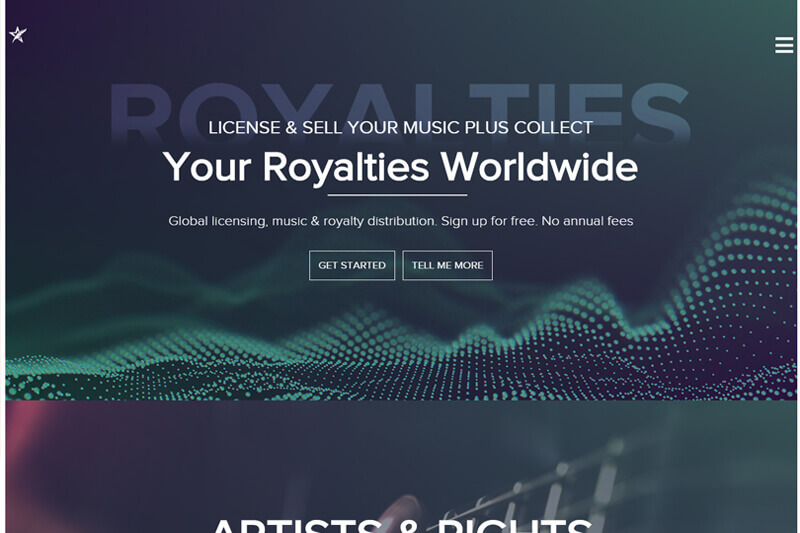 ROYALTIES
LICENSE & SELL YOUR MUSIC PLUS COLLECT
Your Royalties Worldwide
Global licensing, music & royalty distribution. Sign up for free. No annual fees
GET STARTED
TELL ME MORE
ARTISTS & RIGHTS